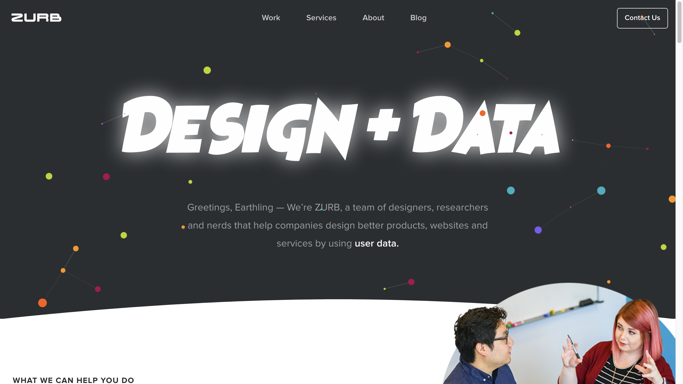 ZURB
Work Services About Blog Contact Us
DESIGN + DATA
Greetings, Earthling — We're ZURB, a team of designers, researchers
and nerds that help companies design better products, websites and
services by using user data.
WHAT WE CAN HELP YOU DO